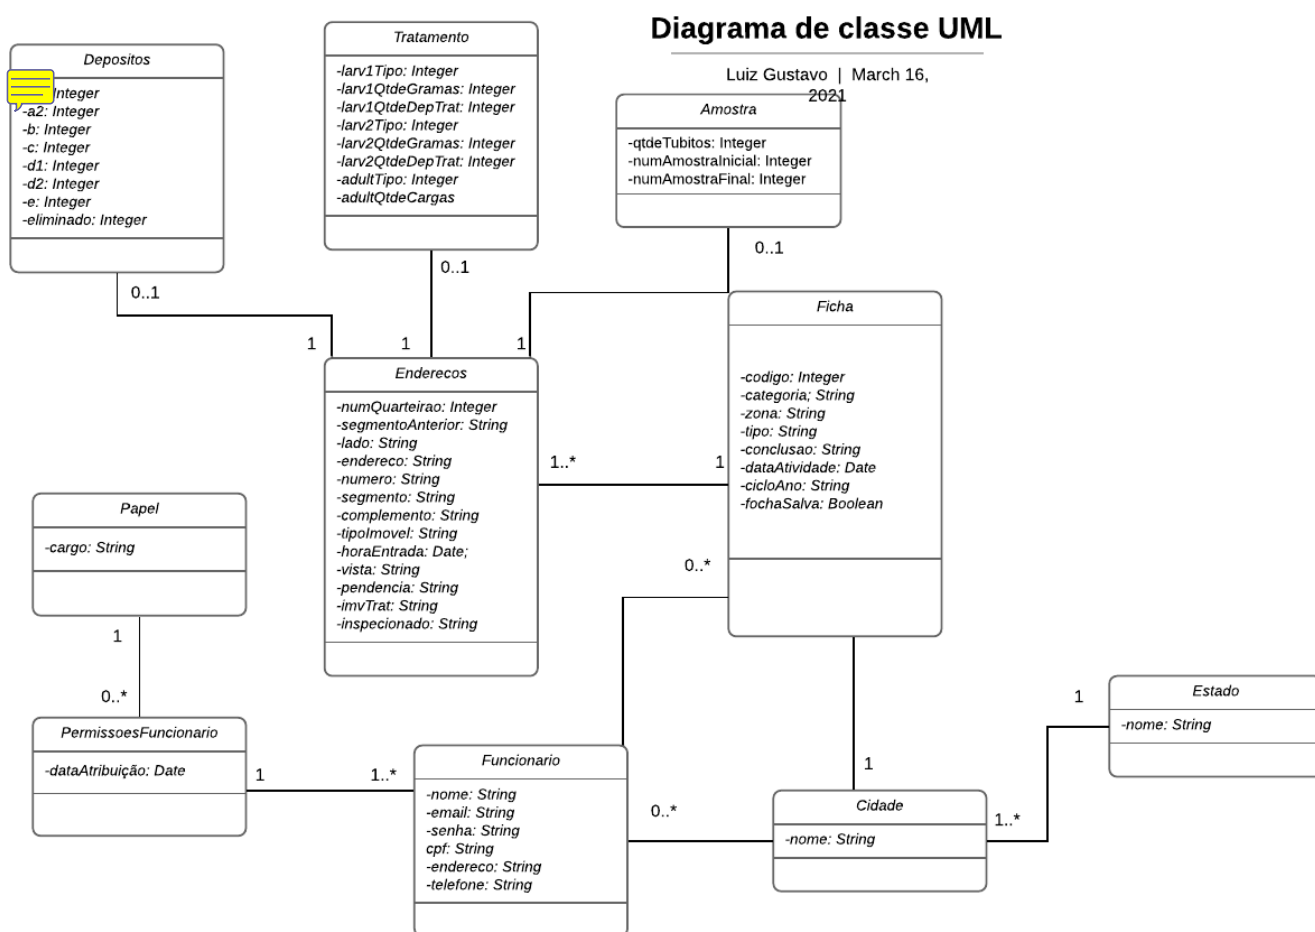 Diagrama de classe UML
Luiz Gustavo | March 16,
2021
Depositos
Integer
-a2: Integer
-b: Integer
-c: Integer
-d1: Integer
-d2: Integer
-e: Integer
-eliminado: Integer
0..1
1
Tratamento
-larv1Tipo: Integer
-larv1QtdeGramas: Integer
-larv1QtdeDepTrat: Integer
-larv2Tipo: Integer
-larv2QtdeGramas: Integer
-larv2QtdeDepTrat: Integer
-adultTipo: Integer
-adultQtdeCargas
0..1
1
Amostra
-qtdeTubitos: Integer
-numAmostraInicial: Integer
-numAmostraFinal: Integer
0..1
1
Enderecos
-numQuarteirao: Integer
-segmentoAnterior: String
-lado: String
-endereco: String
-numero: String
-segmento: String
-complemento: String
-tipoImovel: String
-horaEntrada: Date;
-vista: String
-pendencia: String
-imvTrat: String
-inspecionado: String
1..*
1
Ficha
-codigo: Integer
-categoria; String
-zona: String
-tipo: String
-conclusao: String
-dataAtividade: Date
-cicloAno: String
-fochaSalva: Boolean
0..*
1
Papel
-cargo: String
1
0..*
PermissoesFuncionario
-dataAtribuição: Date
1
1..*
Funcionario
-nome: String
-email: String
-senha: String
cpf: String
-endereco: String
-telefone: String
0..*
Cidade
-nome: String
1..*
1
Estado
-nome: String